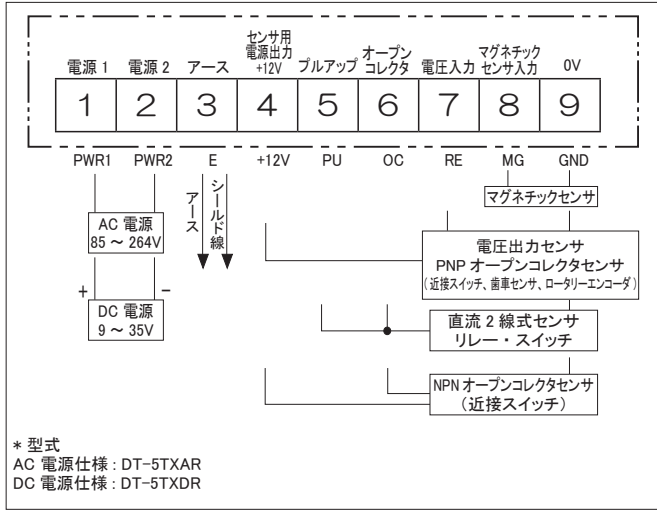 電源 1
電源 2
アース
センサ用
電源出力
+12V
プルアップ
オープン
コレクタ
電圧入力
マグネチック
センサ入力
0V
1 2 3 4 5 6 7 8 9
PWR1 PWR2 E +12V PU OC RE MG GND
アース
シールド線
マグネチックセンサ
AC 電源
85 ～ 264V
電圧出力センサ
PNP オープンコレクタセンサ
(近接スイッチ、歯車センサ、ロータリーエンコーダ)
+ −
DC 電源
9 ～ 35V
直流 2 線式センサ
リレー・スイッチ
NPN オープンコレクタセンサ
(近接スイッチ)
* 型式
AC 電源仕様 : DT-5TXAR
DC 電源仕様 : DT-5TXDR